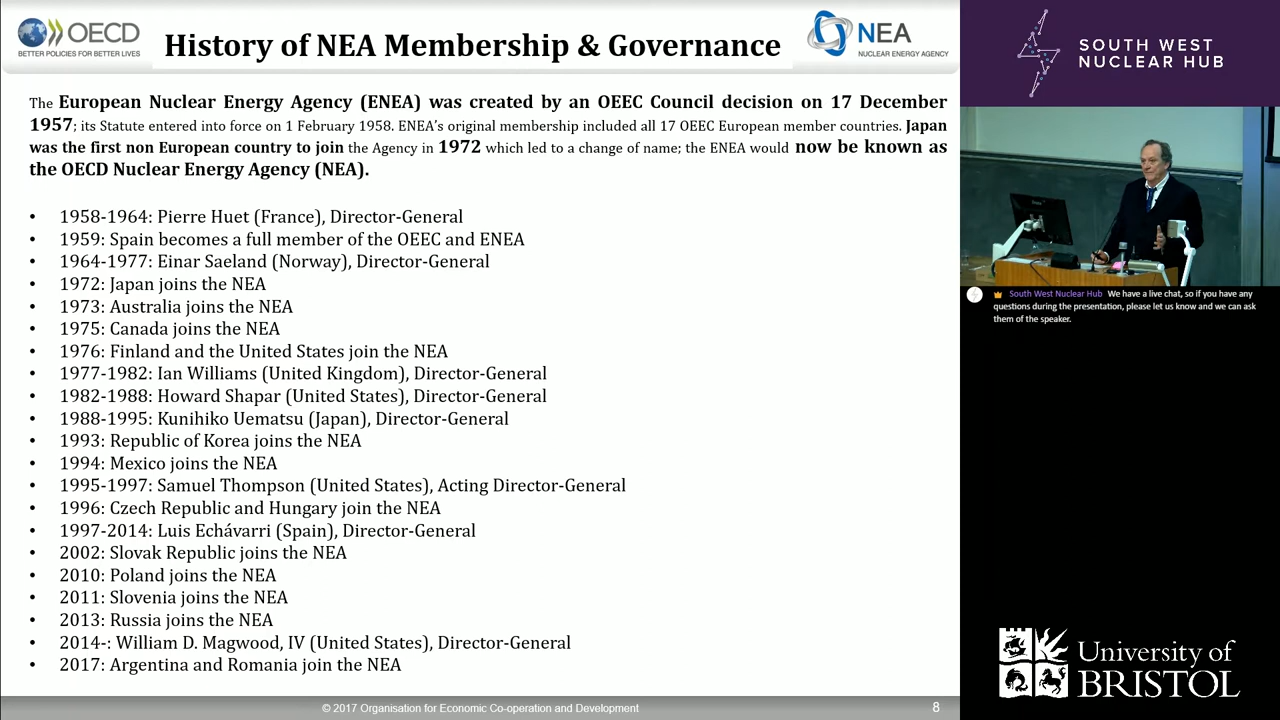 OECD
BETTER POLICIES FOR BETTER LIVES
History of NEA Membership & Governance
NEA
NUCLEAR ENERGY AGENCY
The European Nuclear Energy Agency (ENEA) was created by an OEEC Council decision on 17 December
1957; its Statute entered into force on 1 February 1958. ENEA's original membership included all 17 OEEC European member countries. Japan
was the first non European country to join the Agency in 1972 which led to a change of name; the ENEA would now be known as
the OECD Nuclear Energy Agency (NEA).
• 1958-1964: Pierre Huet (France), Director-General
• 1959: Spain becomes a full member of the OEEC and ENEA
• 1964-1977: Einar Saeland (Norway), Director-General
• 1972: Japan joins the NEA
• 1973: Australia joins the NEA
• 1975: Canada joins the NEA
• 1976: Finland and the United States join the NEA
• 1977-1982: Ian Williams (United Kingdom), Director-General
• 1982-1988: Howard Shapar (United States), Director-General
• 1988-1995: Kunihiko Uematsu (Japan), Director-General
• 1993: Republic of Korea joins the NEA
• 1994: Mexico joins the NEA
• 1995-1997: Samuel Thompson (United States), Acting Director-General
• 1996: Czech Republic and Hungary join the NEA
• 1997-2014: Luis Echávarri (Spain), Director-General
• 2002: Slovak Republic joins the NEA
• 2010: Poland joins the NEA
• 2011: Slovenia joins the NEA
• 2013: Russia joins the NEA
• 2014-: William D. Magwood, IV (United States), Director-General
• 2017: Argentina and Romania join the NEA
© 2017 Organisation for Economic Co-operation and Development
8
SOUTH WEST
NUCLEAR HUB
South West Nuclear Hub We have a live chat, so if you have any
questions during the presentation, please let us know and we can ask
them of the speaker.
University of
BRISTOL